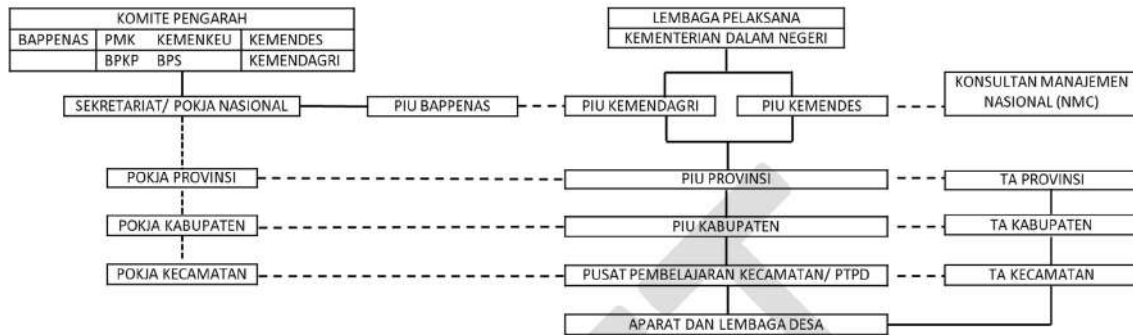 KOMITE PENGARAH
BAPPENAS PMK KEMENKEU KEMENDES
BPKP BPS KEMENDAGRI
LEMBAGA PELAKSANA
KEMENTERIAN DALAM NEGERI
SEKRETARIAT/ POKJA NASIONAL
PIU BAPPENAS
PIU KEMENDAGRI
PIU KEMENDES
KONSULTAN MANAJEMEN
NASIONAL (NMC)
POKJA PROVINSI
PIU PROVINSI
TA PROVINSI
POKJA KABUPATEN
PIU KABUPATEN
TA KABUPATEN
POKJA KECAMATAN
PUSAT PEMBELAJARAN KECAMATAN/ PTPD
TA KECAMATAN
APARAT DAN LEMBAGA DESA